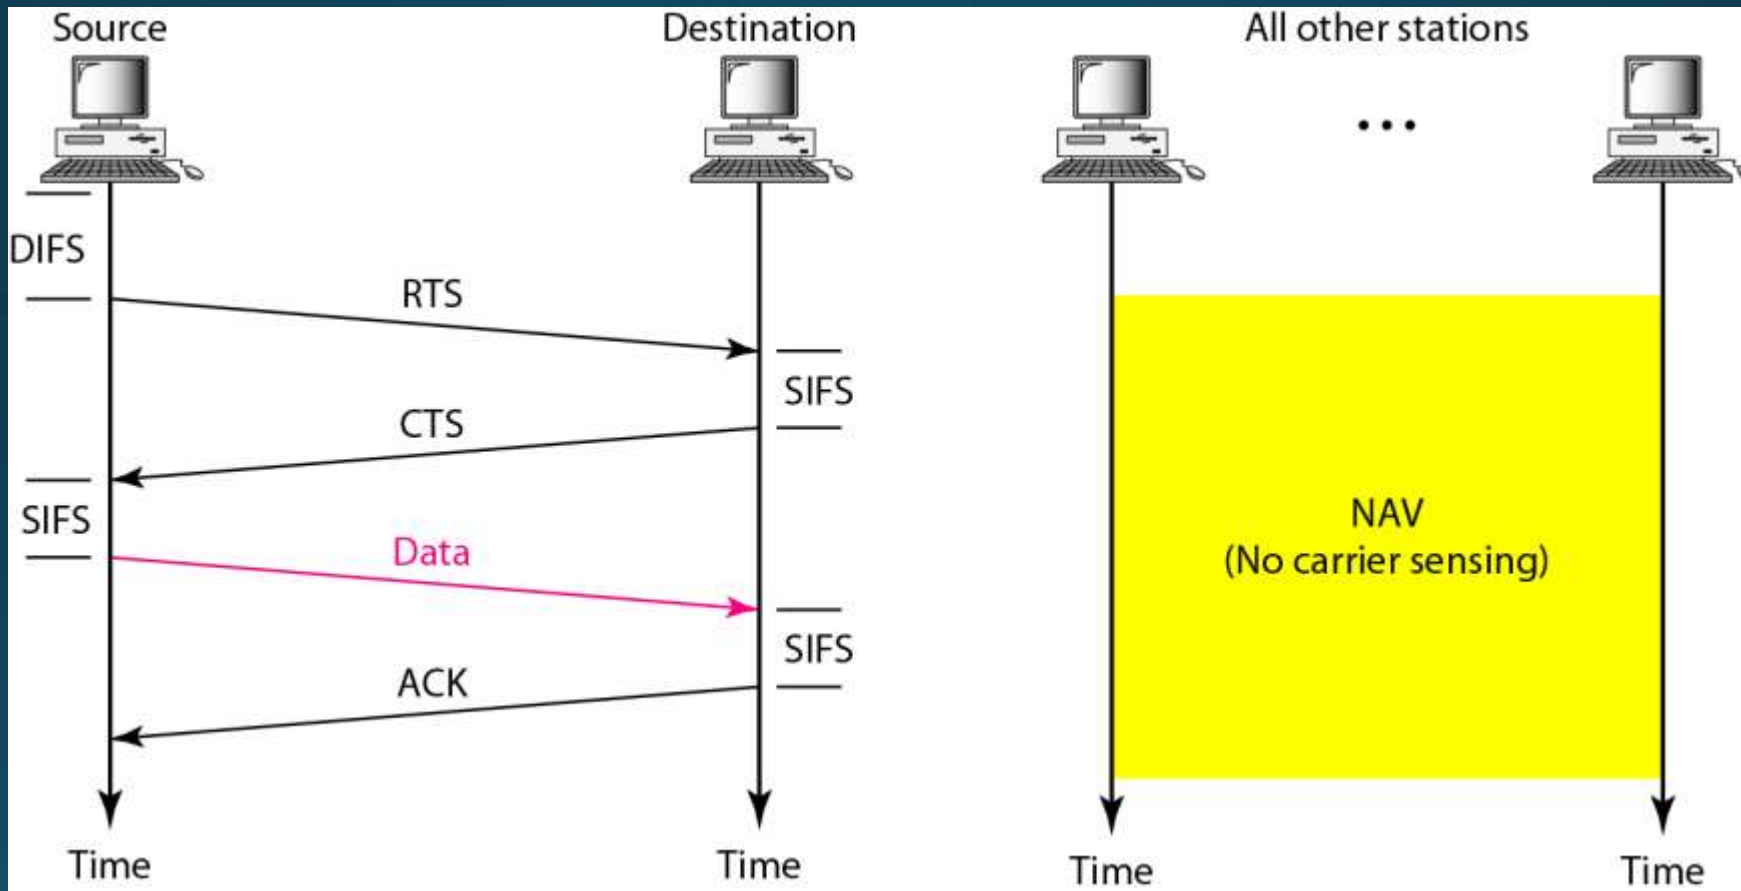 Source
Destination
All other stations
...
DIFS
RTS
SIFS
CTS
SIFS
NAV
(No carrier sensing)
Data
SIFS
ACK
Time
Time
Time
Time